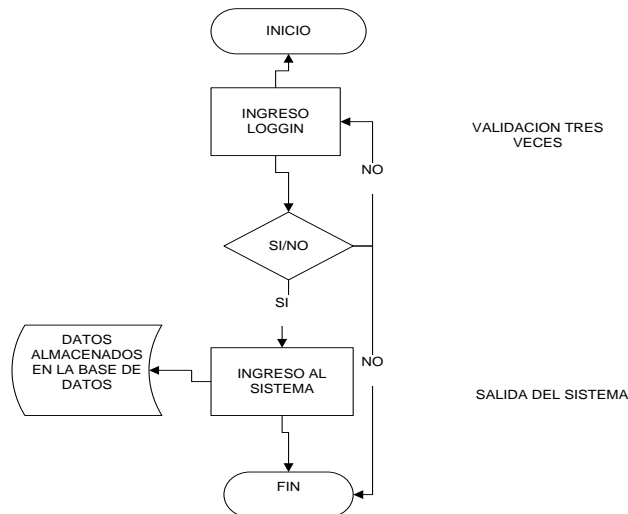 INICIO
INGRESO
LOGGIN
VALIDACION TRES
VECES
NO
SI/NO
SI
DATOS
ALMACENADOS
EN LA BASE DE
DATOS
INGRESO AL
SISTEMA
NO
SALIDA DEL SISTEMA
FIN